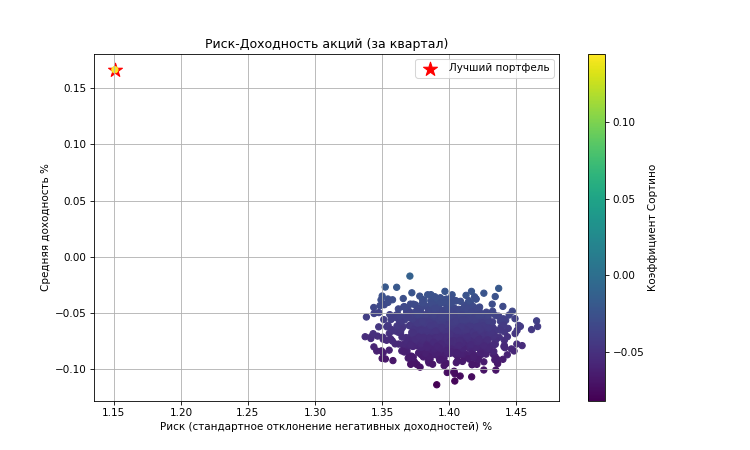 Риск-Доходность акций (за квартал)
Лучший портфель
0.15
0.10
0.05
0.00
−0.05
−0.10
Средняя доходность %
1.15 1.20 1.25 1.30 1.35 1.40 1.45
Риск (стандартное отклонение негативных доходностей) %
0.10
0.05
0.00
−0.05
Коэффициент Сортино